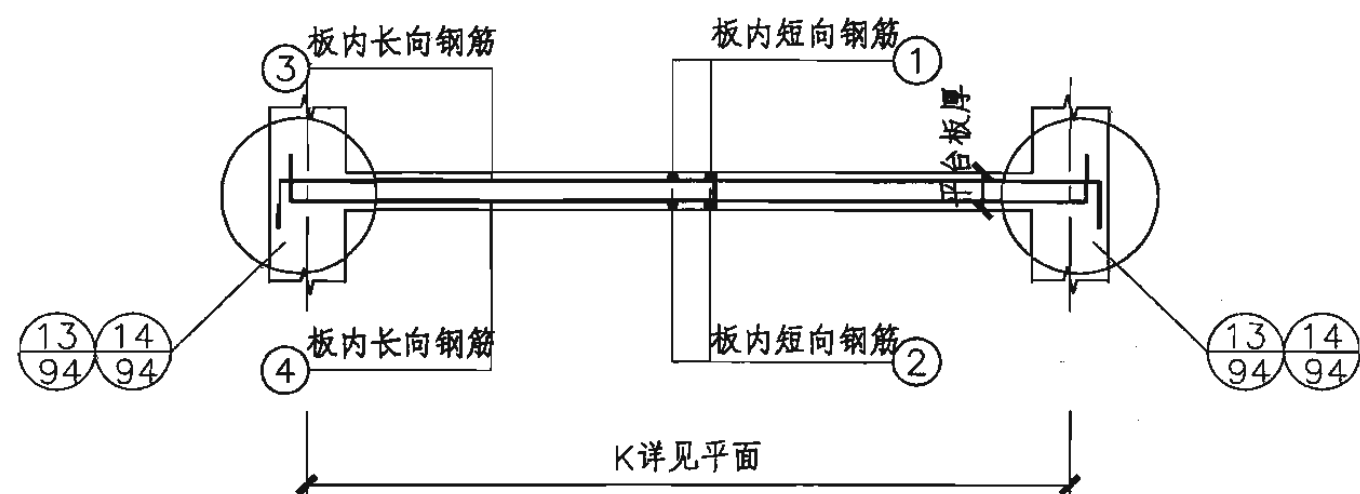 ③ 板内长向钢筋
板内短向钢筋 ①
平台板厚
13 14
94 94
④ 板内长向钢筋
板内短向钢筋 ②
13 14
94 94
K详见平面